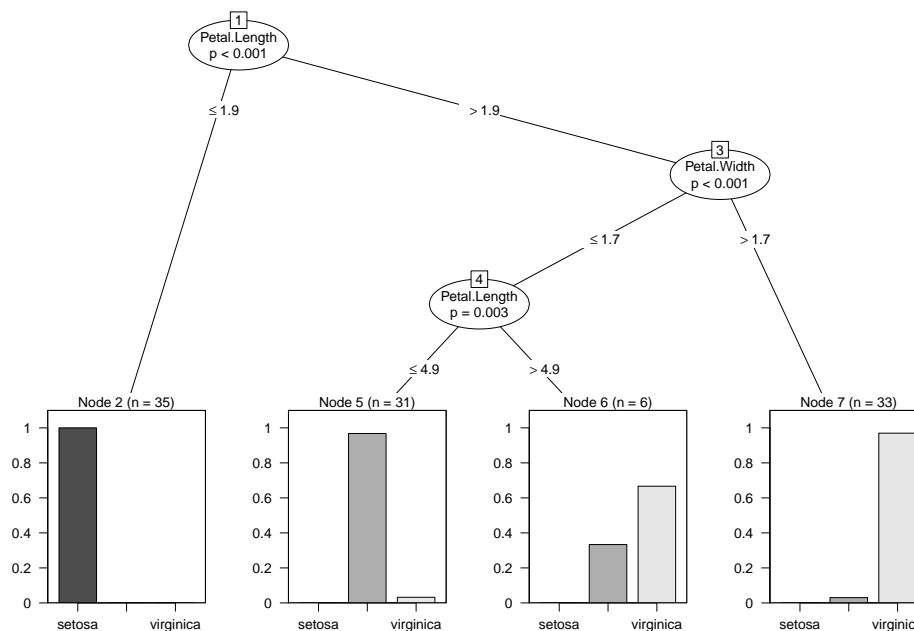 1
Petal.Length
p < 0.001
≤ 1.9
> 1.9
3
Petal.Width
p < 0.001
≤ 1.7
> 1.7
4
Petal.Length
p = 0.003
≤ 4.9
> 4.9
Node 2 (n = 35)
1
0.8
0.6
0.4
0.2
0
setosa virginica
Node 5 (n = 31)
1
0.8
0.6
0.4
0.2
0
setosa virginica
Node 6 (n = 6)
1
0.8
0.6
0.4
0.2
0
setosa virginica
Node 7 (n = 33)
1
0.8
0.6
0.4
0.2
0
setosa virginica